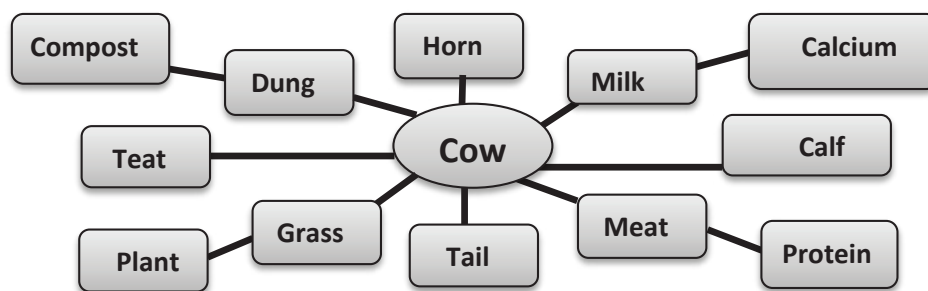 Compost
Horn
Calcium
Dung
Milk
Cow
Teat
Calf
Grass
Meat
Plant
Tail
Protein